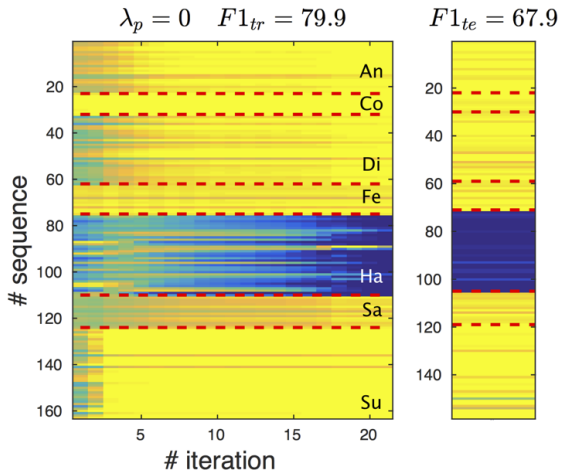 λp = 0 F1tr = 79.9
F1te = 67.9
# sequence
20
40
60
80
100
120
140
160
An
Co
Di
Fe
Ha
Sa
Su
5
10
15
20
# iteration
20
40
60
80
100
120
140